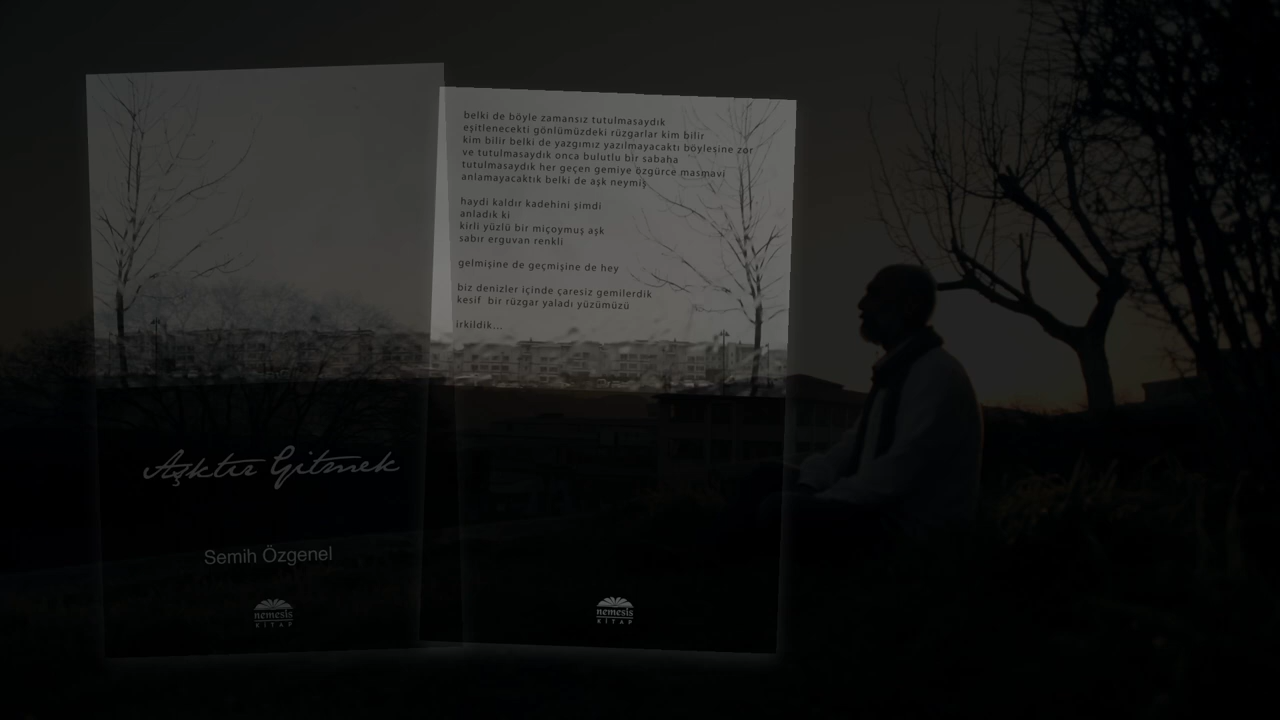 Aşktır Gitmek
Semih Özgenel
nemesis
KİTAP
belki de böyle zamansız tutulmasaydık
eşitlenecekti gönlümüzdeki rüzgarlar kim bilir
kim bilir belki de yazgımız yazılmayacaktı böylesine zor
ve tutulmasaydık onca bulutlu bir sabaha
tutulmasaydık her geçen gemiye özgürce masmavi
anlamayacaktık belki de aşk neymiş
haydi kaldır kadehini şimdi
anladık ki
kirli yüzlü bir miçoymuş aşk
sabır erguvan renkli
gelmişine de geçmişine de hey
biz denizler içinde çaresiz gemilerdik
kesif bir rüzgar yaladı yüzümüzü
irkildik...
nemesis
KİTAP